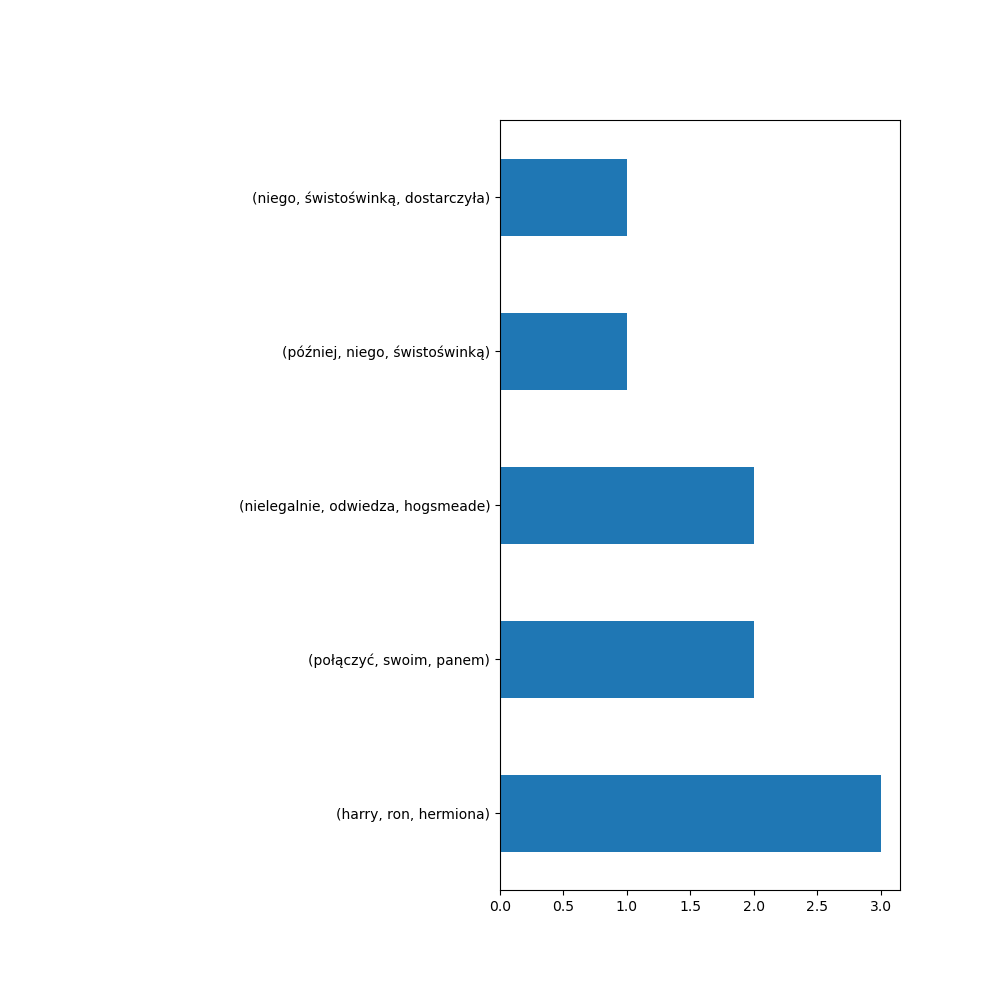 (niego, świstoświnką, dostarczyła)
(później, niego, świstoświnką)
(nielegalnie, odwiedza, hogsmeade)
(połączyć, swoim, panem)
(harry, ron, hermiona)
0.0 0.5 1.0 1.5 2.0 2.5 3.0